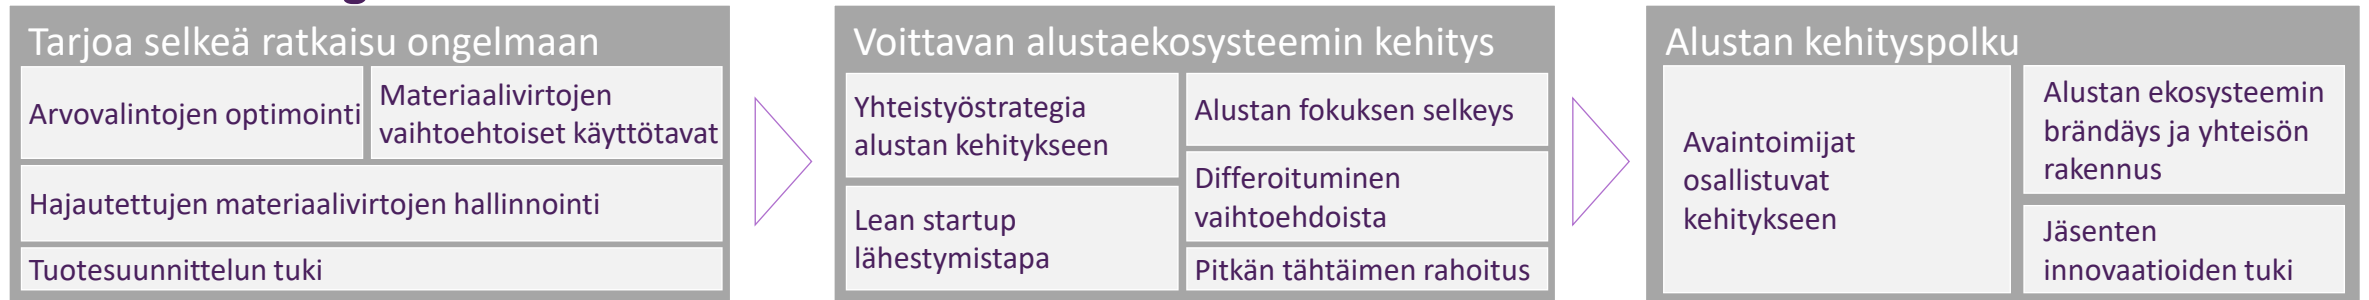 Tarjoa selkeä ratkaisu ongelmaan
Arvovalintojen optimointi
Materiaalivirtojen
vaihtoehtoiset käyttötavat
Hajautettujen materiaalivirtojen hallinnointi
Tuotesuunnittelun tuki
Voittavan alustaekosysteemin kehitys
Yhteistyöstrategia
alustan kehitykseen
Lean startup
lähestymistapa
Alustan fokuksen selkeys
Differoituminen
vaihtoehdoista
Pitkän tähtäimen rahoitus
Alustan kehityspolku
Avaintoimijat
osallistuvat
kehitykseen
Alustan ekosysteemin
brändäys ja yhteisön
rakennus
Jäsenten
innovaatioiden tuki